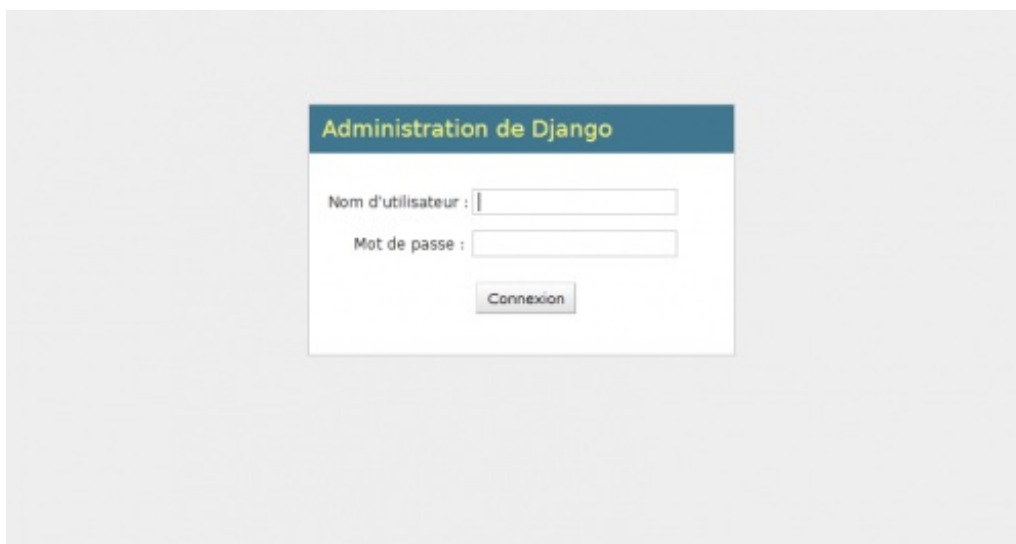 Administration de Django
Nom d'utilisateur :
Mot de passe :
Connexion